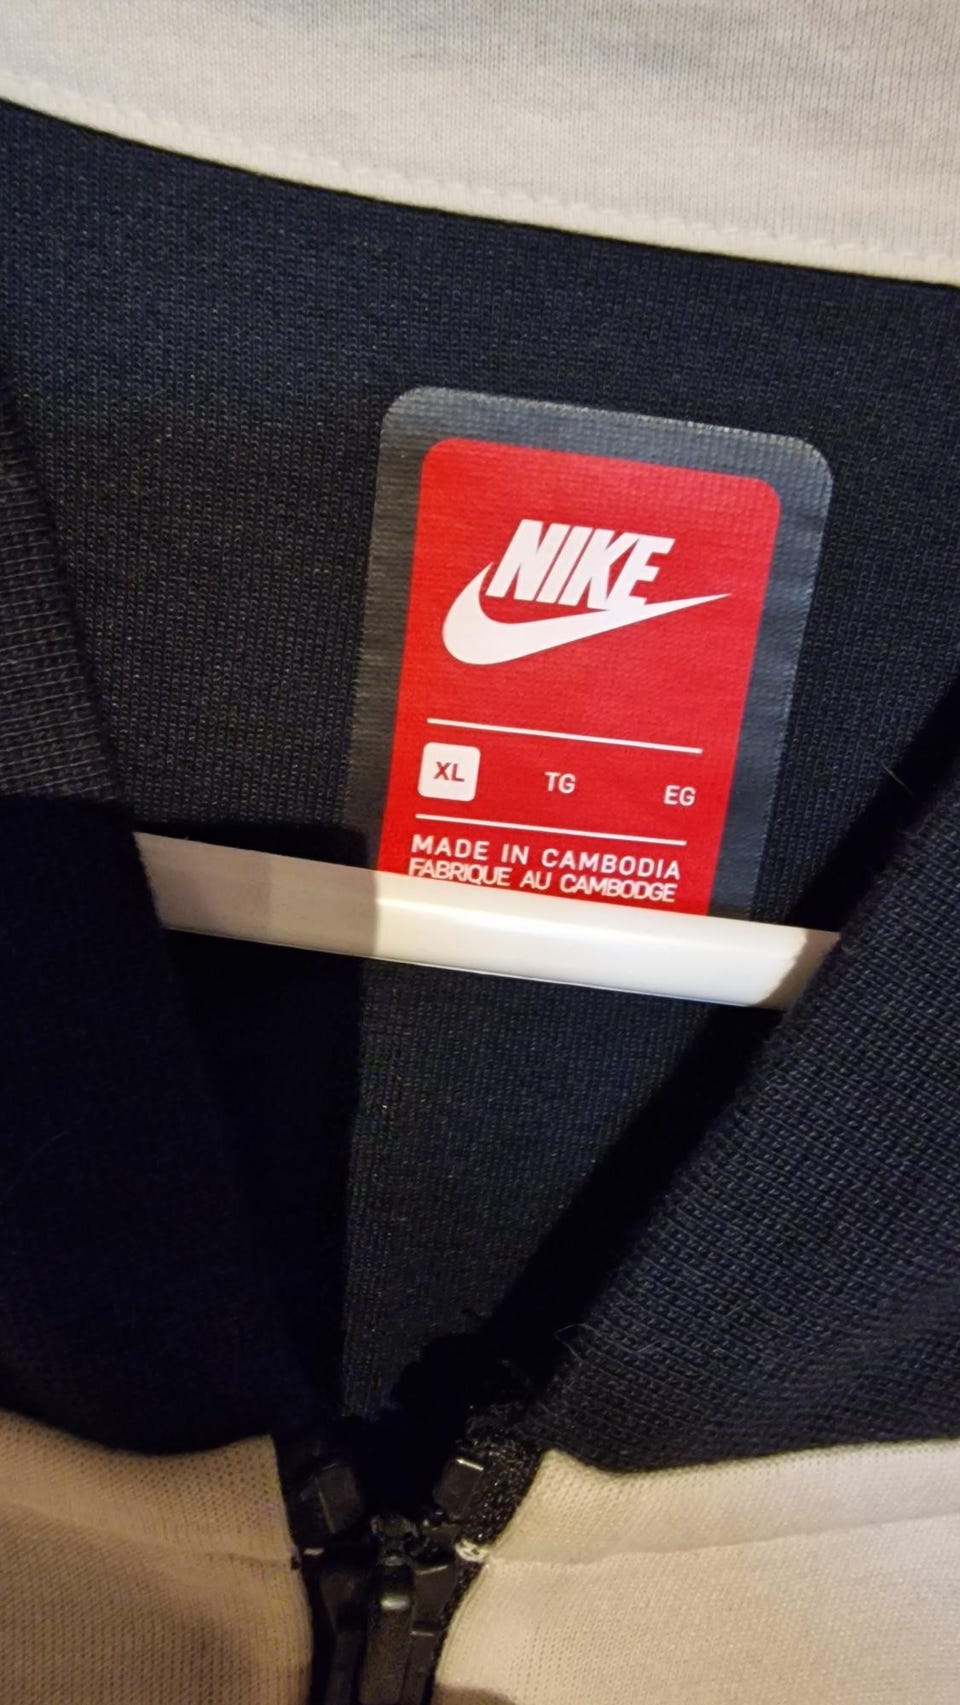 NIKE
XL TG EG
MADE IN CAMBODIA
FABRIQUE AU CAMBODGE